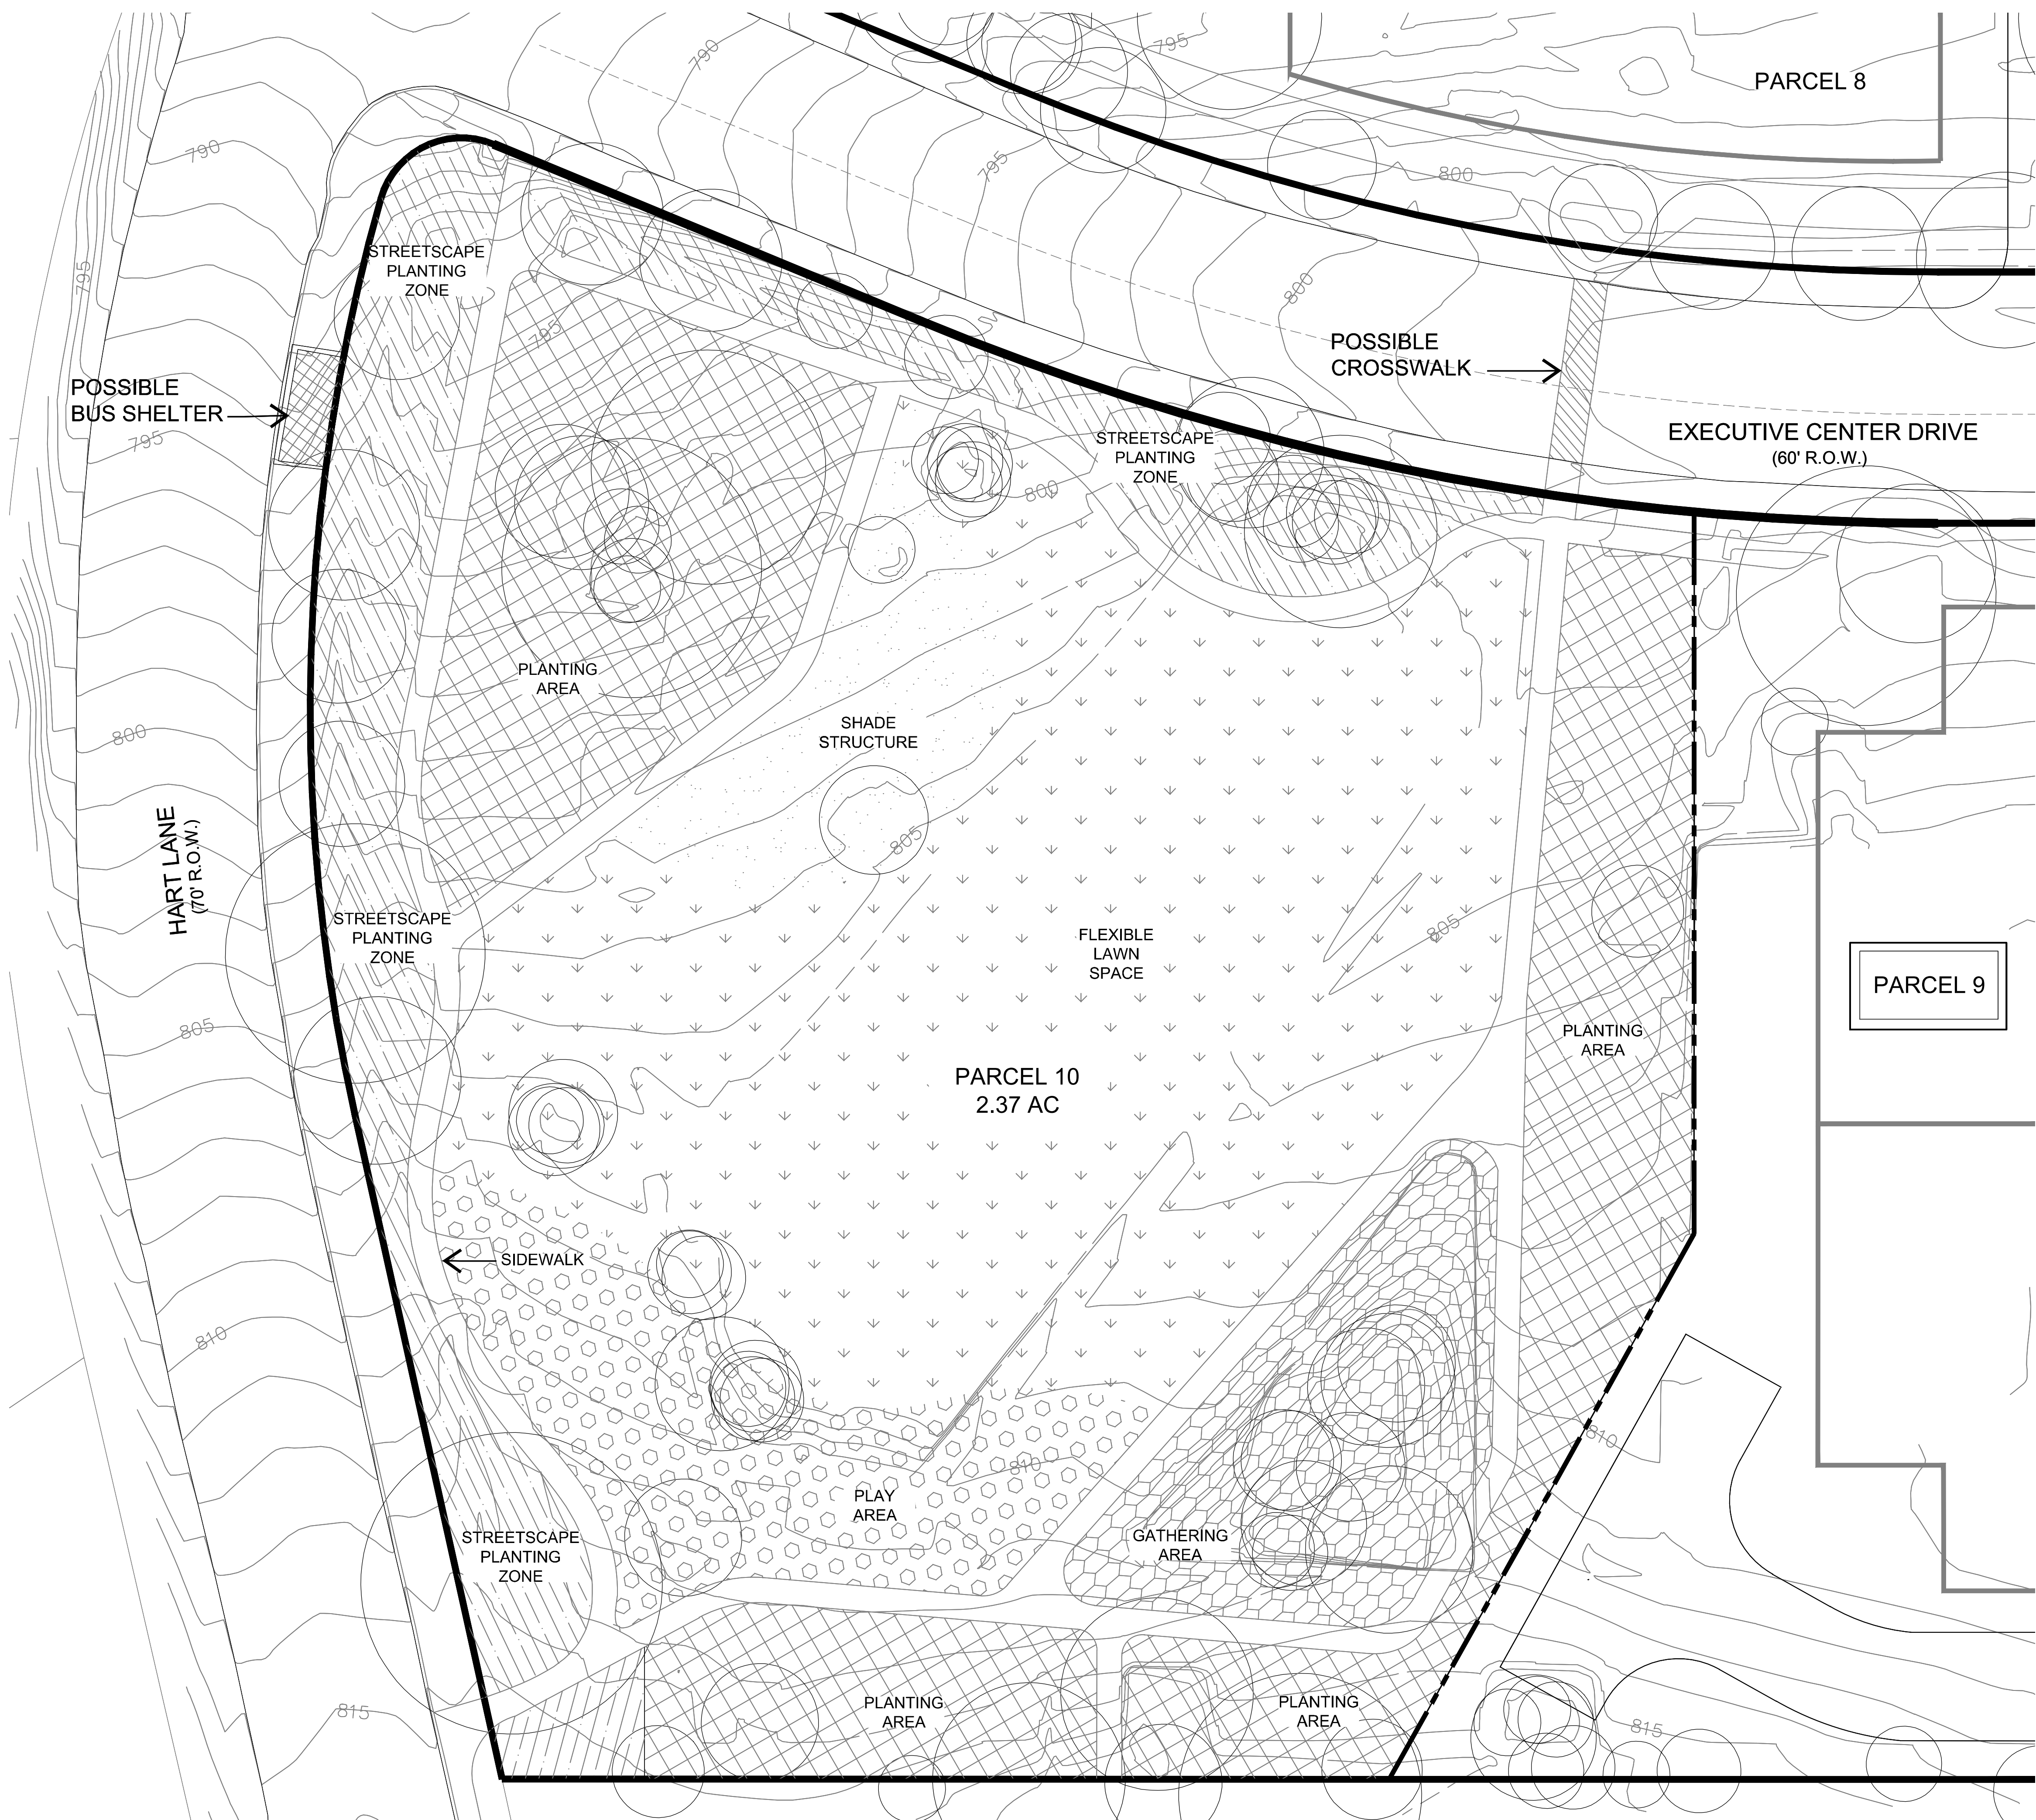 790
795
PARCEL 8
790
795
800
795
STREETSCAPE
PLANTING
ZONE
800
795
POSSIBLE
CROSSWALK
POSSIBLE
BUS SHELTER
795
STREETSCAPE
PLANTING
ZONE
EXECUTIVE CENTER DRIVE
(60' R.O.W.)
800
PLANTING
AREA
SHADE
STRUCTURE
800
805
HART LANE
(70' R.O.W.)
STREETSCAPE
PLANTING
ZONE
FLEXIBLE
LAWN
SPACE
805
PARCEL 9
805
PLANTING
AREA
PARCEL 10
2.37 AC
SIDEWALK
810
810
810
PLAY
AREA
GATHERING
AREA
STREETSCAPE
PLANTING
ZONE
PLANTING
AREA
PLANTING
AREA
815
815